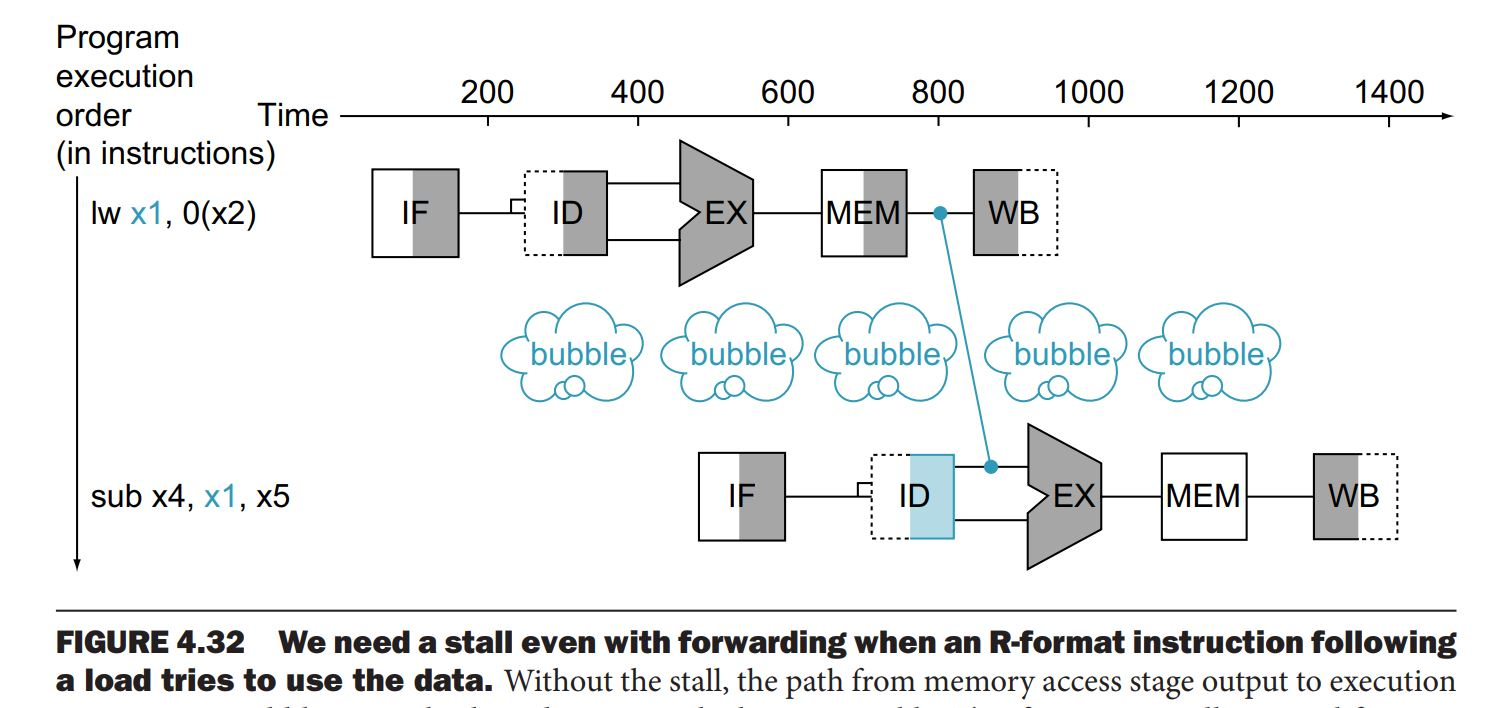 Program
execution
order
(in instructions)
Time
200 400 600 800 1000 1200 1400
lw x1, 0(x2)
IF ID EX MEM WB
bubble bubble bubble bubble bubble
sub x4, x1, x5
IF ID EX MEM WB
FIGURE 4.32 We need a stall even with forwarding when an R-format instruction following
a load tries to use the data. Without the stall, the path from memory access stage output to execution